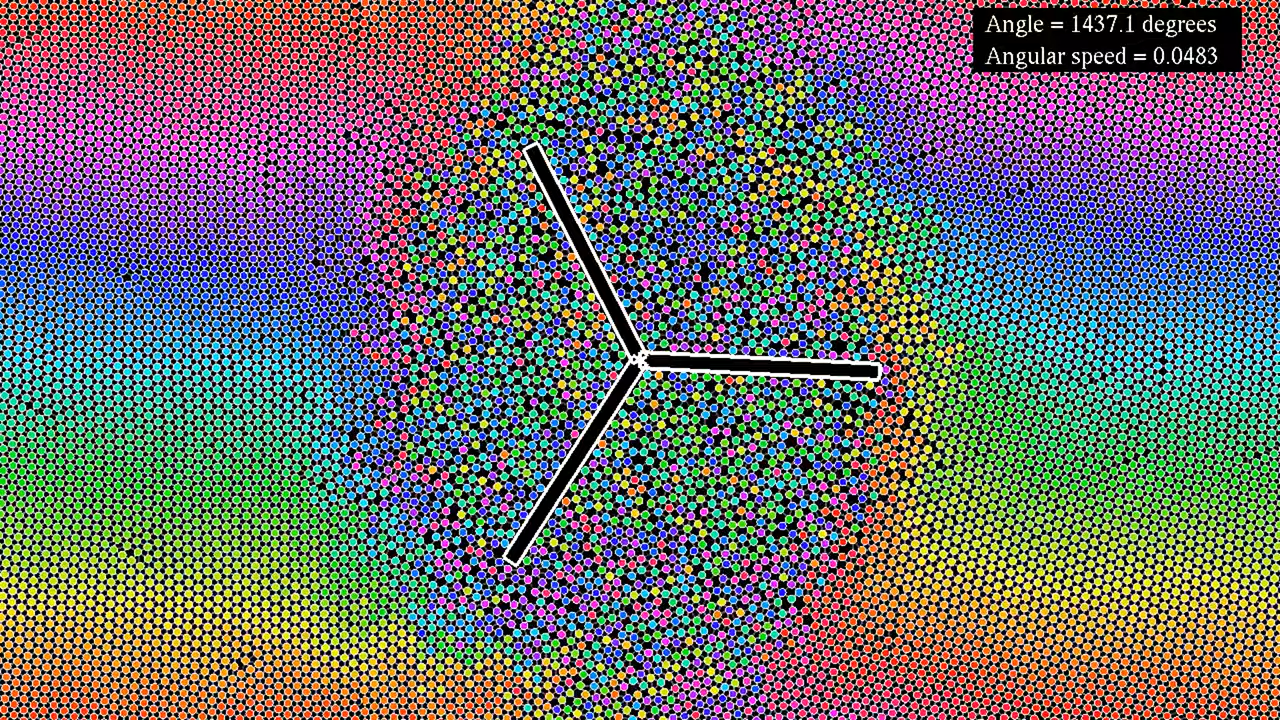 Angle = 1437.1 degrees
Angular speed = 0.0483